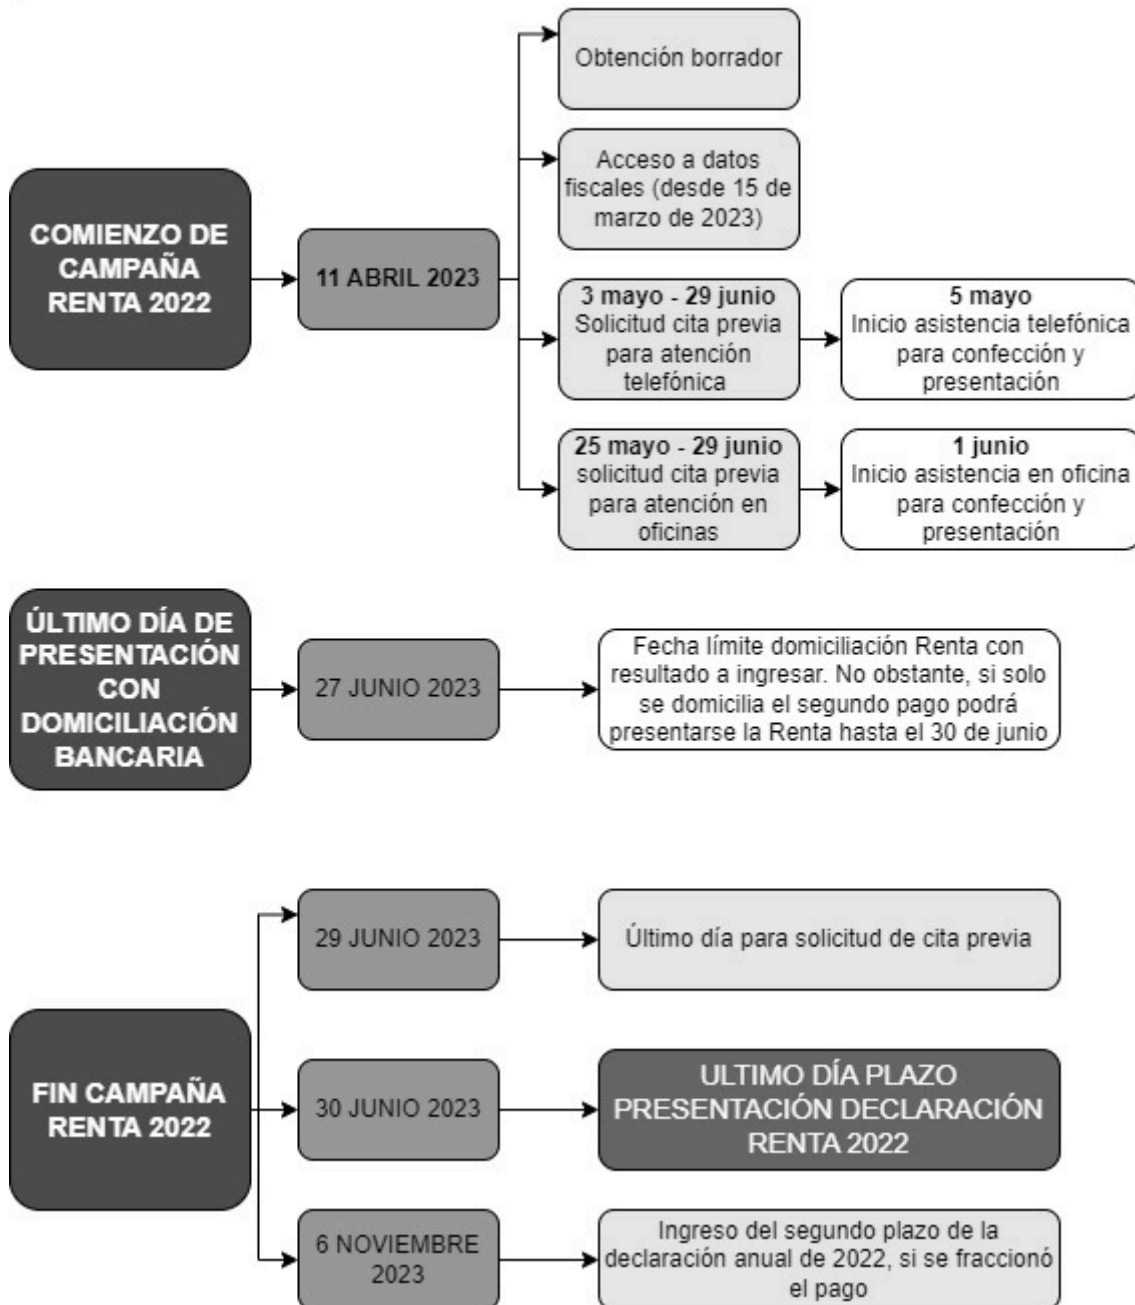 COMIENZO DE
CAMPAÑA
RENTA 2022
11 ABRIL 2023
Obtención borrador
Acceso a datos
fiscales (desde 15 de
marzo de 2023)
3 mayo - 29 junio
Solicitud cita previa
para atención
telefónica
5 mayo
Inicio asistencia telefónica
para confección y
presentación
25 mayo - 29 junio
solicitud cita previa
para atención en
oficinas
1 junio
Inicio asistencia en oficina
para confección y
presentación
ÚLTIMO DÍA DE
PRESENTACIÓN
CON
DOMICILIACIÓN
BANCARIA
27 JUNIO 2023
Fecha límite domiciliación Renta con
resultado a ingresar. No obstante, si solo
se domicilia el segundo pago podrá
presentarse la Renta hasta el 30 de junio
FIN CAMPAÑA
RENTA 2022
29 JUNIO 2023
Último día para solicitud de cita previa
30 JUNIO 2023
ULTIMO DÍA PLAZO
PRESENTACIÓN DECLARACIÓN
RENTA 2022
6 NOVIEMBRE
2023
Ingreso del segundo plazo de la
declaración anual de 2022, si se fraccionó
el pago